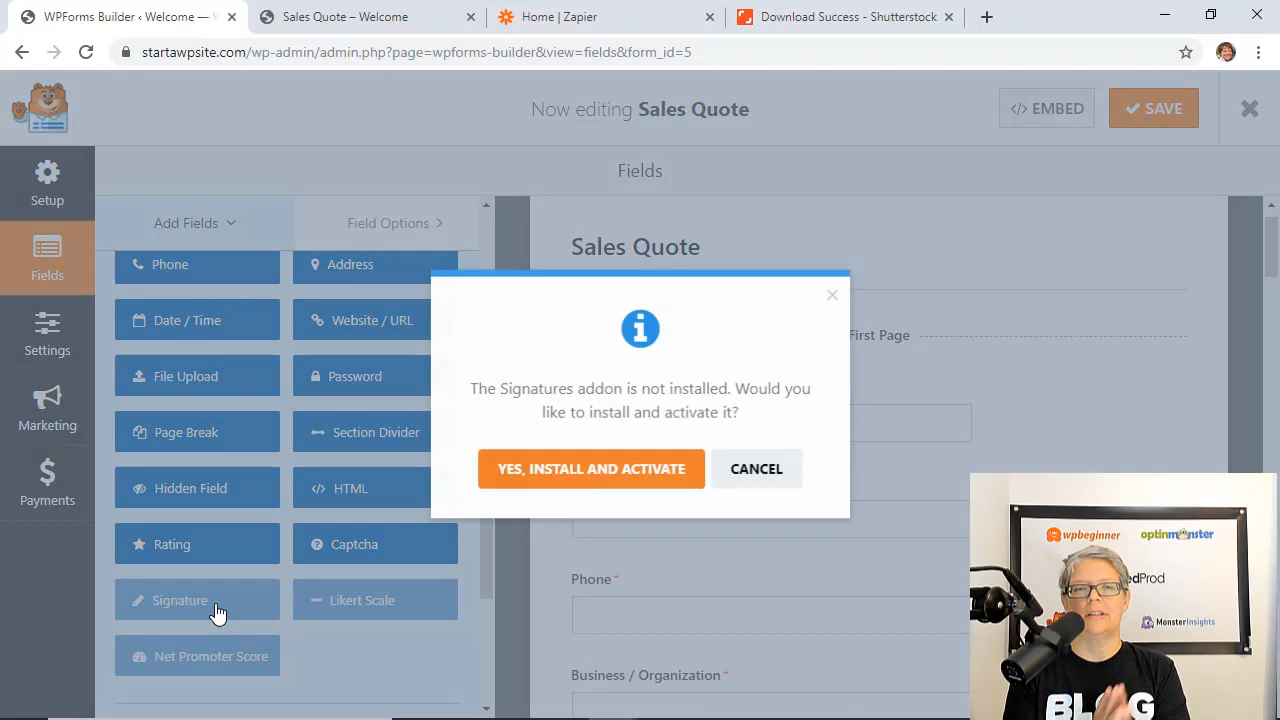 WPForms Builder ‹ Welcome — W
Sales Quote – Welcome
Home | Zapier
Download Success - Shutterstock
startawpsite.com/wp-admin/admin.php?page=wpforms-builder&view=fields&form_id=5
Now editing Sales Quote
</> EMBED
SAVE
Setup
Fields
Settings
Marketing
Payments
Fields
Add Fields
Field Options
Phone
Address
Date / Time
Website / URL
File Upload
Password
Page Break
Section Divider
Hidden Field
</> HTML
Rating
Captcha
Signature
Likert Scale
Net Promoter Score
Sales Quote
First Page
Phone *
Business / Organization *
The Signatures addon is not installed. Would you
like to install and activate it?
YES, INSTALL AND ACTIVATE
CANCEL
wpbeginner
optinmonster
edProd
MonsterInsights
BLOG